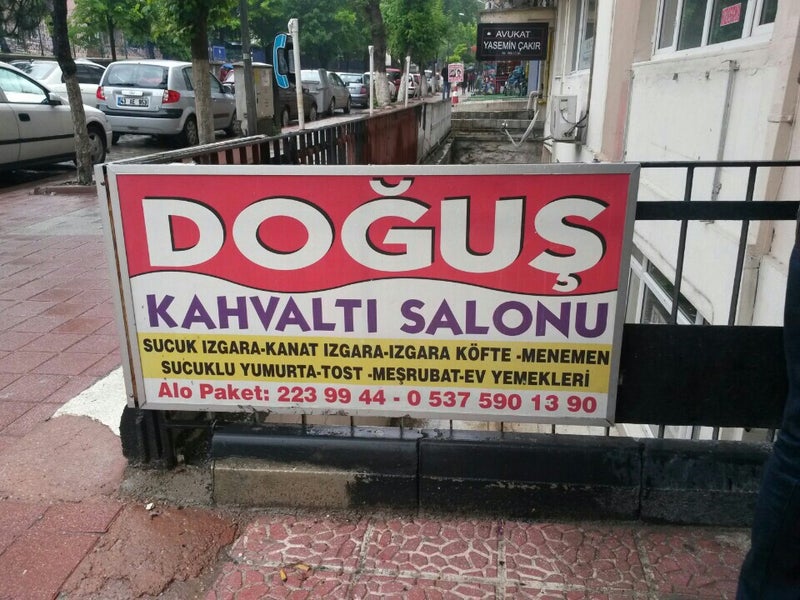 AVUKAT
YASEMİN ÇAKIR
DOĞUŞ
KAHVALTI SALONU
SUCUK IZGARA-KANAT IZGARA-IZGARA KÖFTE -MENEMEN
SUCUKLU YUMURTA-TOST -MEŞRUBAT-EV YEMEKLERİ
Alo Paket: 223 99 44 - 0 537 590 13 90